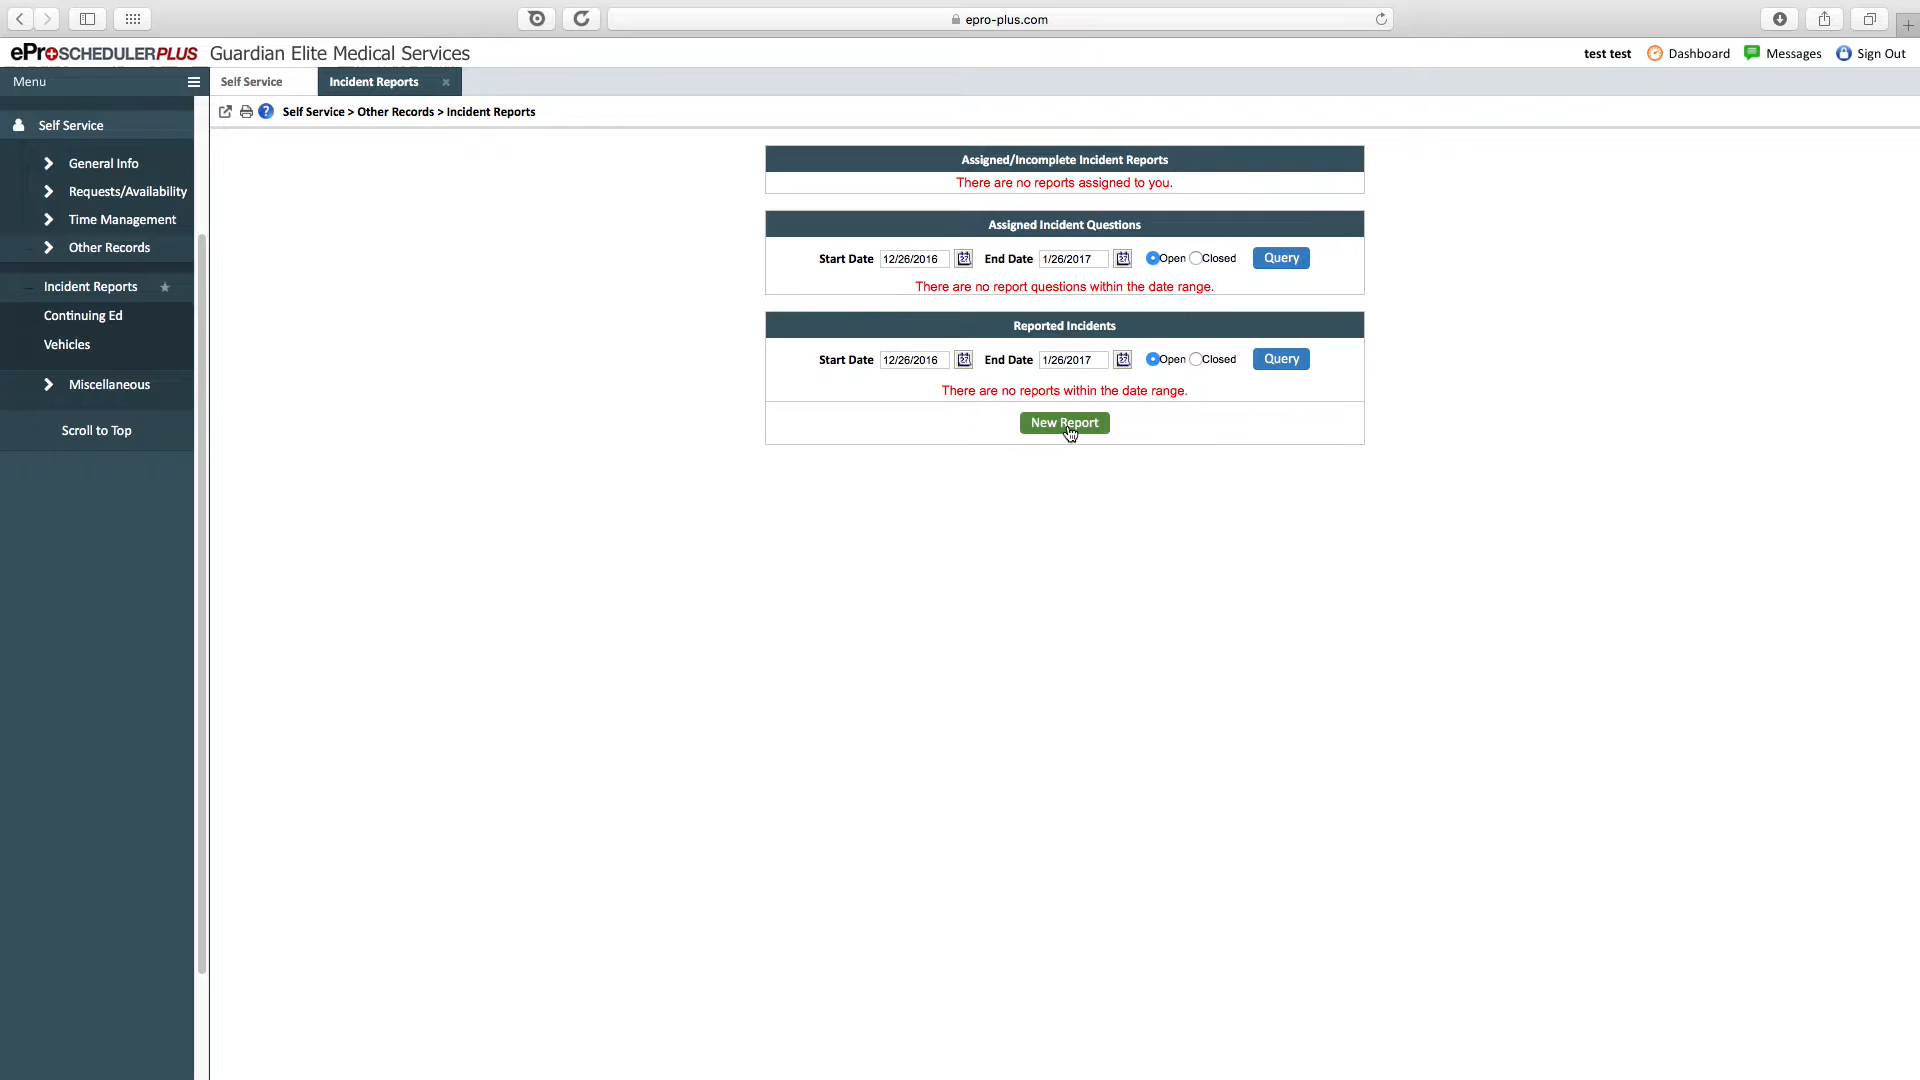 epro-plus.com
ePrOSCHEDULERPLUS Guardian Elite Medical Services
test test Dashboard Messages Sign Out
Menu
Self Service Incident Reports ×
Self Service > Other Records > Incident Reports
Self Service
General Info
Requests/Availability
Time Management
Other Records
Incident Reports
Continuing Ed
Vehicles
Miscellaneous
Scroll to Top
Assigned/Incomplete Incident Reports
There are no reports assigned to you.
Assigned Incident Questions
Start Date 12/26/2016 27 End Date 1/26/2017 27 Open Closed Query
There are no report questions within the date range.
Reported Incidents
Start Date 12/26/2016 27 End Date 1/26/2017 27 Open Closed Query
There are no reports within the date range.
New Report